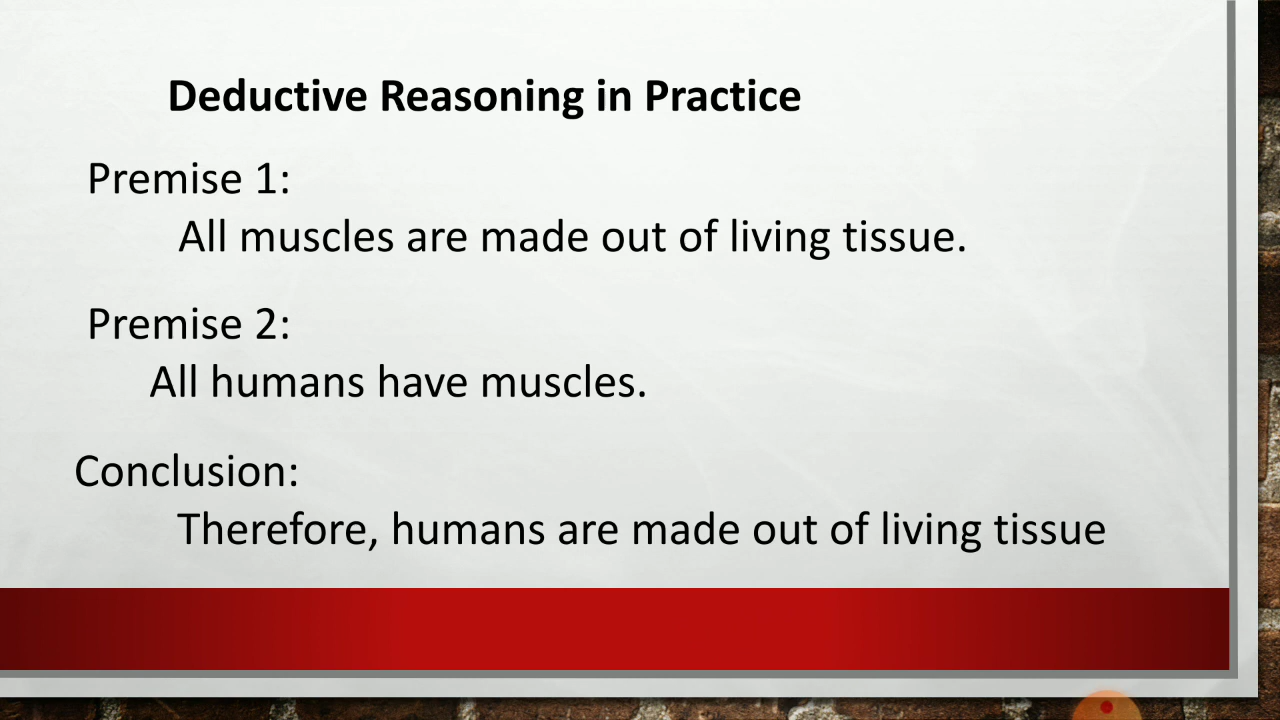 Deductive Reasoning in Practice
Premise 1:
All muscles are made out of living tissue.
Premise 2:
All humans have muscles.
Conclusion:
Therefore, humans are made out of living tissue